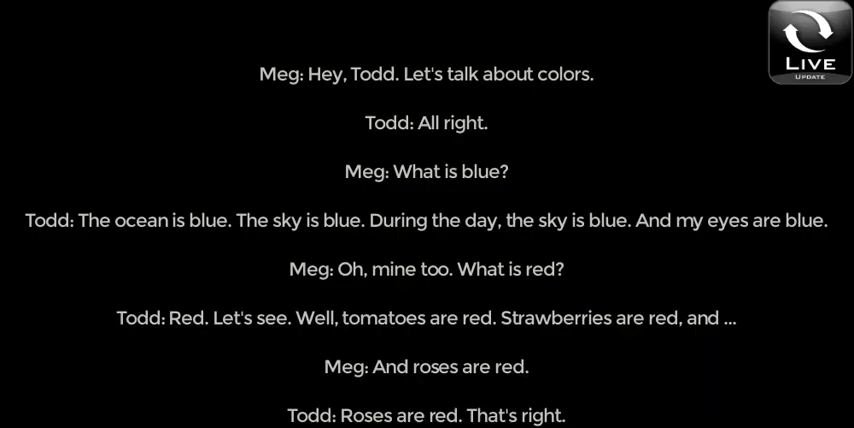 LIVE
UPDATE
Meg: Hey, Todd. Let's talk about colors.
Todd: All right.
Meg: What is blue?
Todd: The ocean is blue. The sky is blue. During the day, the sky is blue. And my eyes are blue.
Meg: Oh, mine too. What is red?
Todd: Red. Let's see. Well, tomatoes are red. Strawberries are red, and ...
Meg: And roses are red.
Todd: Roses are red. That's right.